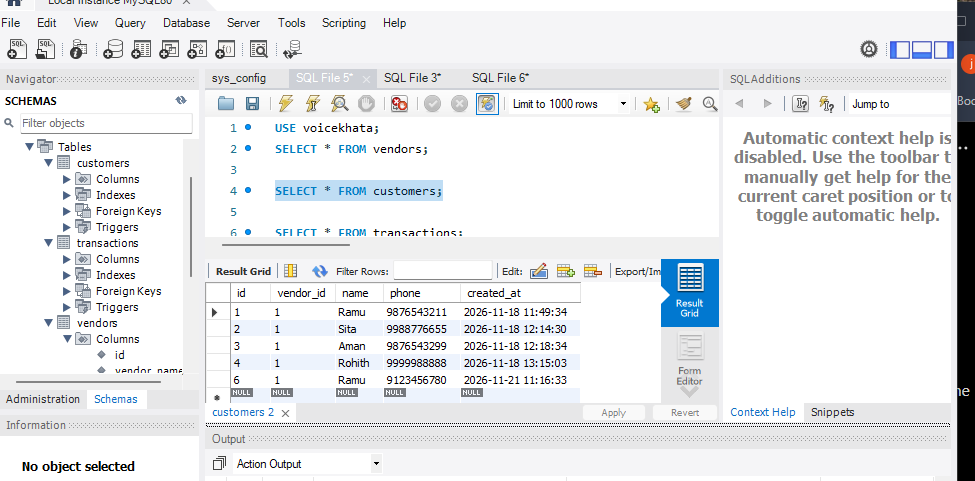 Local instance MySQL80
File Edit View Query Database Server Tools Scripting Help
Navigator
SCHEMAS
Filter objects
Tables
customers
Columns
Indexes
Foreign Keys
Triggers
transactions
Columns
Indexes
Foreign Keys
Triggers
vendors
Columns
id
vendor_name
Administration Schemas
Information
No object selected
sys_config SQL File 5* SQL File 3* SQL File 6*
Limit to 1000 rows
1 USE voicekhata;
2 SELECT * FROM vendors;
3
4 SELECT * FROM customers;
5
6 SELECT * FROM transactions;
Result Grid Filter Rows: Edit: Export/Im
id vendor_id name phone created_at
1 1 Ramu 9876543211 2026-11-18 11:49:34
2 1 Sita 9988776655 2026-11-18 12:14:30
3 1 Aman 9876543299 2026-11-18 12:18:34
4 1 Rohith 9999988888 2026-11-18 13:15:03
6 1 Ramu 9123456780 2026-11-21 11:16:33
NULL NULL NULL NULL NULL
Result
Grid
Form
Editor
customers 2 Apply Revert
Output
Action Output
SQLAdditions
Jump to
Automatic context help is
disabled. Use the toolbar t
manually get help for the
current caret position or to
toggle automatic help.
Context Help Snippets